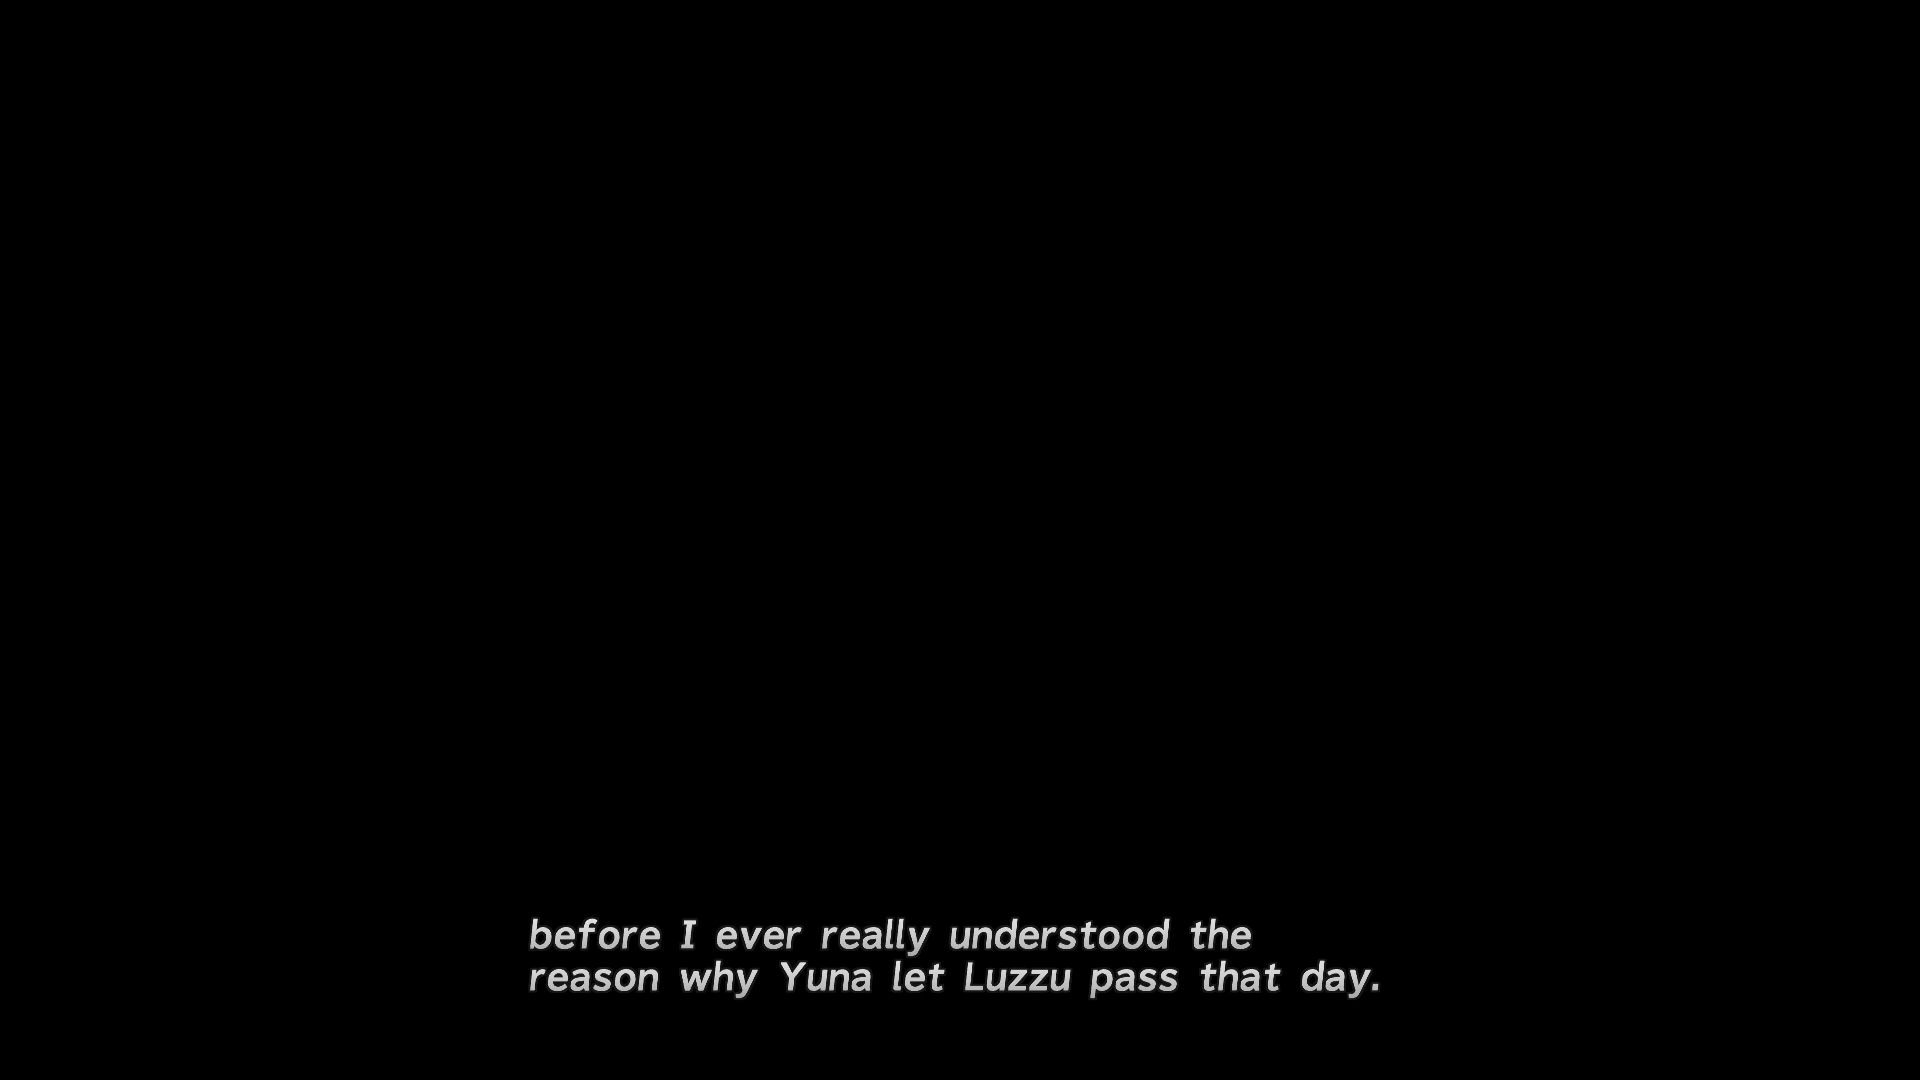 before I ever really understood the
reason why Yuna let Luzzu pass that day.